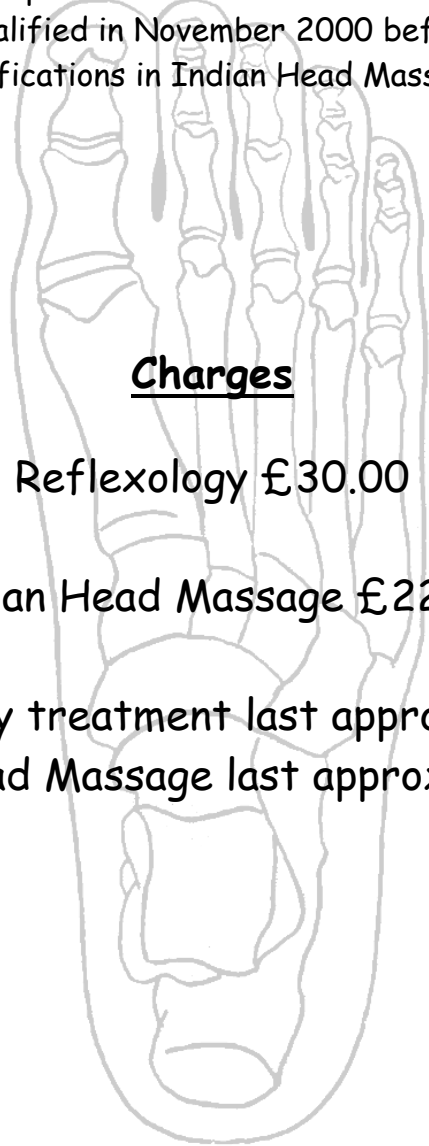 alified in November 2000 bef
fications in Indian Head Mass
Charges
Reflexology £30.00
an Head Massage £22
y treatment last appro
ad Massage last approx